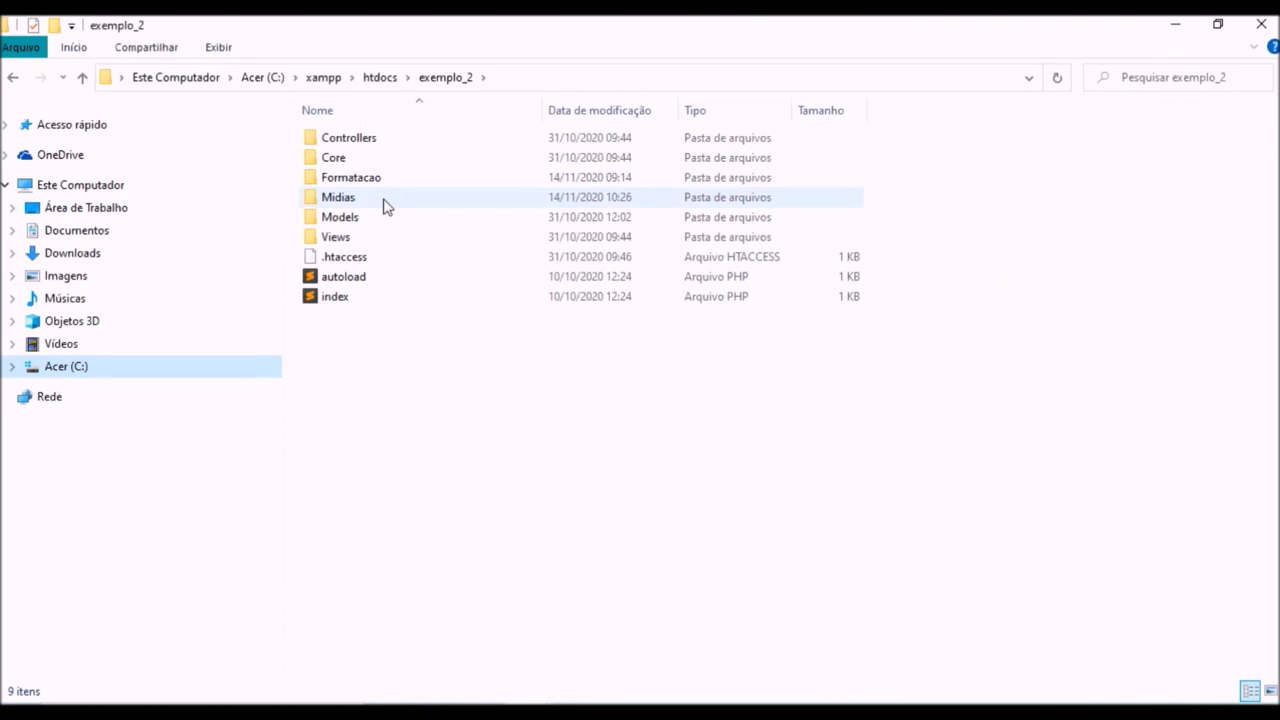 exemplo_2
Arquivo Início Compartilhar Exibir
Este Computador > Acer (C:) > xampp > htdocs > exemplo_2 >
Pesquisar exemplo_2
Acesso rápido
OneDrive
Este Computador
Área de Trabalho
Documentos
Downloads
Imagens
Músicas
Objetos 3D
Vídeos
Acer (C:)
Rede
Nome Data de modificação Tipo Tamanho
Controllers 31/10/2020 09:44 Pasta de arquivos
Core 31/10/2020 09:44 Pasta de arquivos
Formatacao 14/11/2020 09:14 Pasta de arquivos
Midias 14/11/2020 10:26 Pasta de arquivos
Models 31/10/2020 12:02 Pasta de arquivos
Views 31/10/2020 09:44 Pasta de arquivos
.htaccess 31/10/2020 09:46 Arquivo HTACCESS 1 KB
autoload 10/10/2020 12:24 Arquivo PHP 1 KB
index 10/10/2020 12:24 Arquivo PHP 1 KB
9 itens